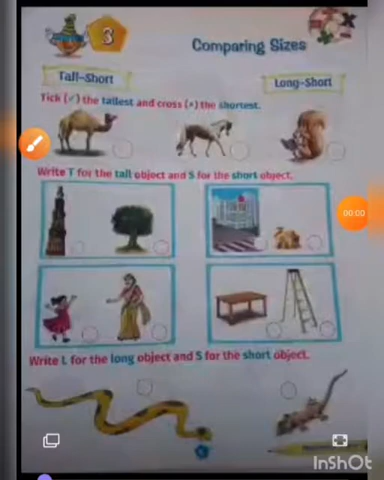 3
Comparing Sizes
Tall-Short
Long-Short
Tick (✓) the tallest and cross (×) the shortest.
Write T for the tall object and S for the short object.
00:00
Write L for the long object and S for the short object.
InShOt